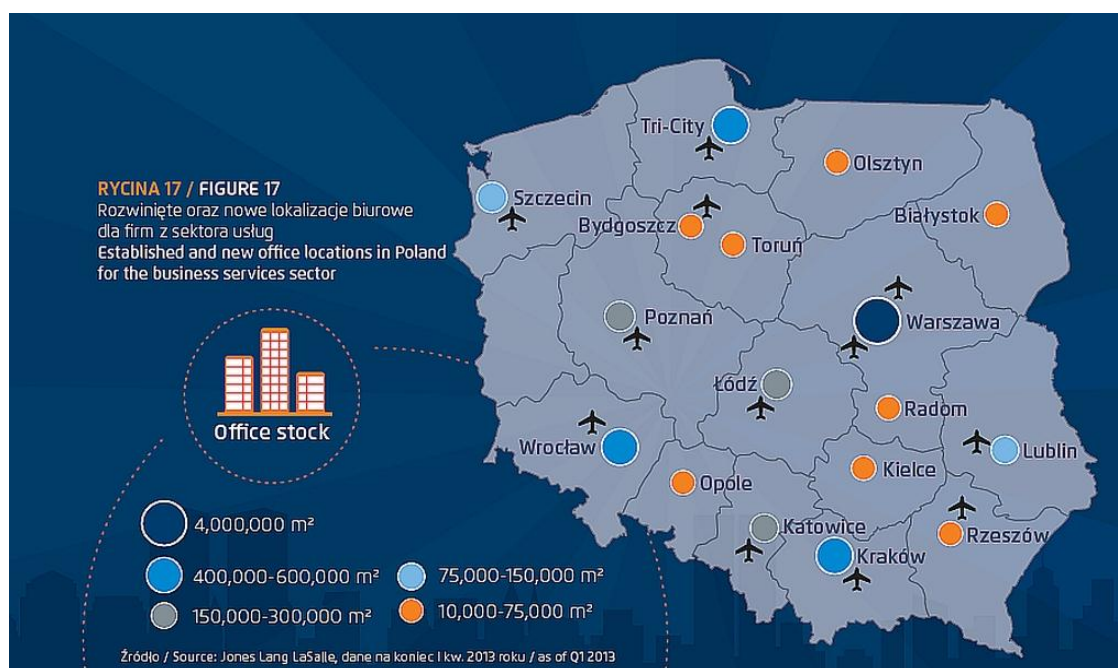 RYCINA 17 / FIGURE 17
Rozwinięte oraz nowe lokalizacje biurowe
dla firm z sektora usług
Established and new office locations in Poland
for the business services sector
Office stock
4,000,000 m²
400,000-600,000 m²
75,000-150,000 m²
150,000-300,000 m²
10,000-75,000 m²
Tri-City
Olsztyn
Szczecin
Bydgoszcz
Białystok
Toruń
Poznań
Warszawa
Łódź
Radom
Wrocław
Lublin
Kielce
Opole
Katowice
Rzeszów
Kraków
Źródło / Source: Jones Lang LaSalle, dane na koniec I kw. 2013 roku / as of Q1 2013